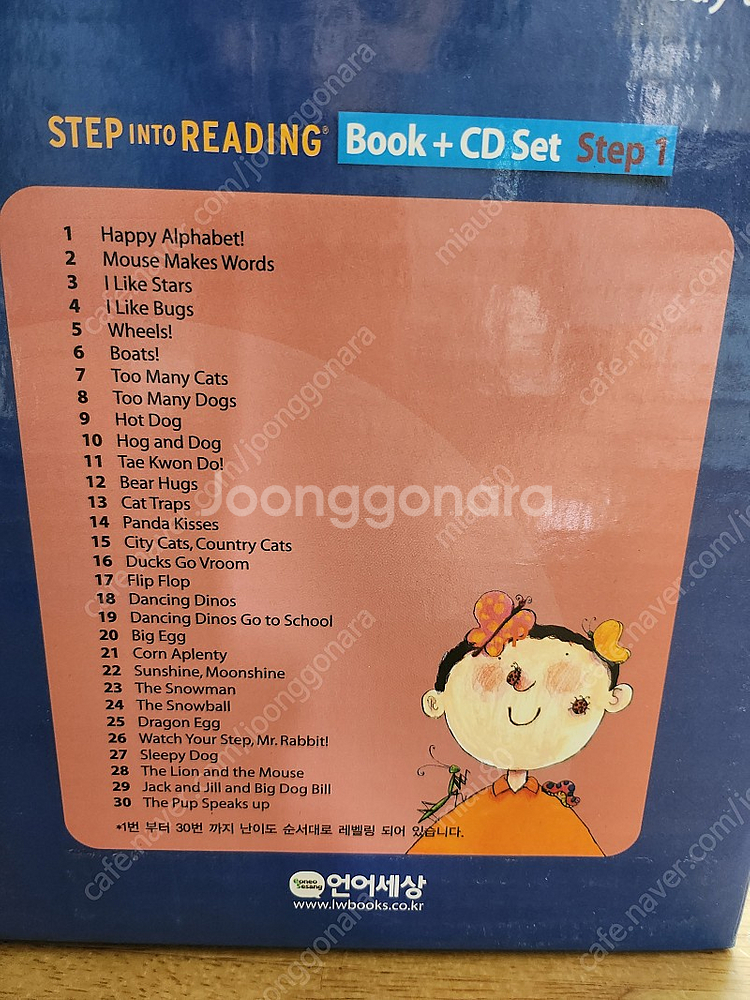 STEP INTO READING® Book + CD Set Step 1
1 Happy Alphabet!
2 Mouse Makes Words
3 I Like Stars
4 I Like Bugs
5 Wheels!
6 Boats!
7 Too Many Cats
8 Too Many Dogs
9 Hot Dog
10 Hog and Dog
11 Tae Kwon Do!
12 Bear Hugs
13 Cat Traps
14 Panda Kisses
15 City Cats, Country Cats
16 Ducks Go Vroom
17 Flip Flop
18 Dancing Dinos
19 Dancing Dinos Go to School
20 Big Egg
21 Corn Aplenty
22 Sunshine, Moonshine
23 The Snowman
24 The Snowball
25 Dragon Egg
26 Watch Your Step, Mr. Rabbit!
27 Sleepy Dog
28 The Lion and the Mouse
29 Jack and Jill and Big Dog Bill
30 The Pup Speaks up
*1번 부터 30번 까지 난이도 순서대로 레벨링 되어 있습니다.
Eoneo Sesang 언어세상
www.lwbooks.co.kr
Joonggonara
cafe.naver.com/joonggonara